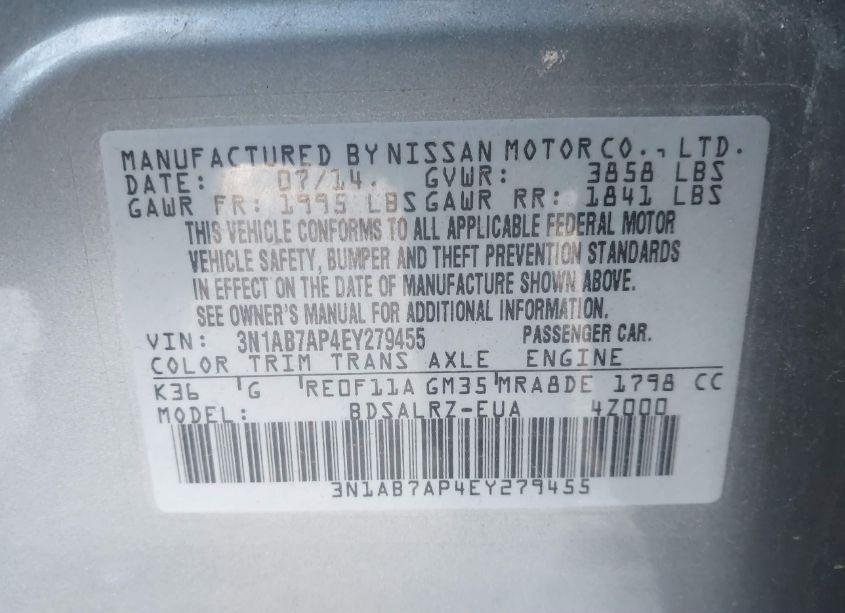 MANUFACTURED BY NISSAN MOTOR CO., LTD.
DATE: 07/14. GVWR: 3858 LBS
GAWR FR: 1995 LBS GAWR RR: 1841 LBS
THIS VEHICLE CONFORMS TO ALL APPLICABLE FEDERAL MOTOR
VEHICLE SAFETY, BUMPER AND THEFT PREVENTION STANDARDS
IN EFFECT ON THE DATE OF MANUFACTURE SHOWN ABOVE.
SEE OWNER'S MANUAL FOR ADDITIONAL INFORMATION.
VIN: 3N1AB7AP4EY279455 PASSENGER CAR.
COLOR TRIM TRANS AXLE ENGINE
K36 G RE0F11A GM35 MRA8DE 1798 CC
MODEL: BDSALRZ-EUA 4Z000
3N1AB7AP4EY279455